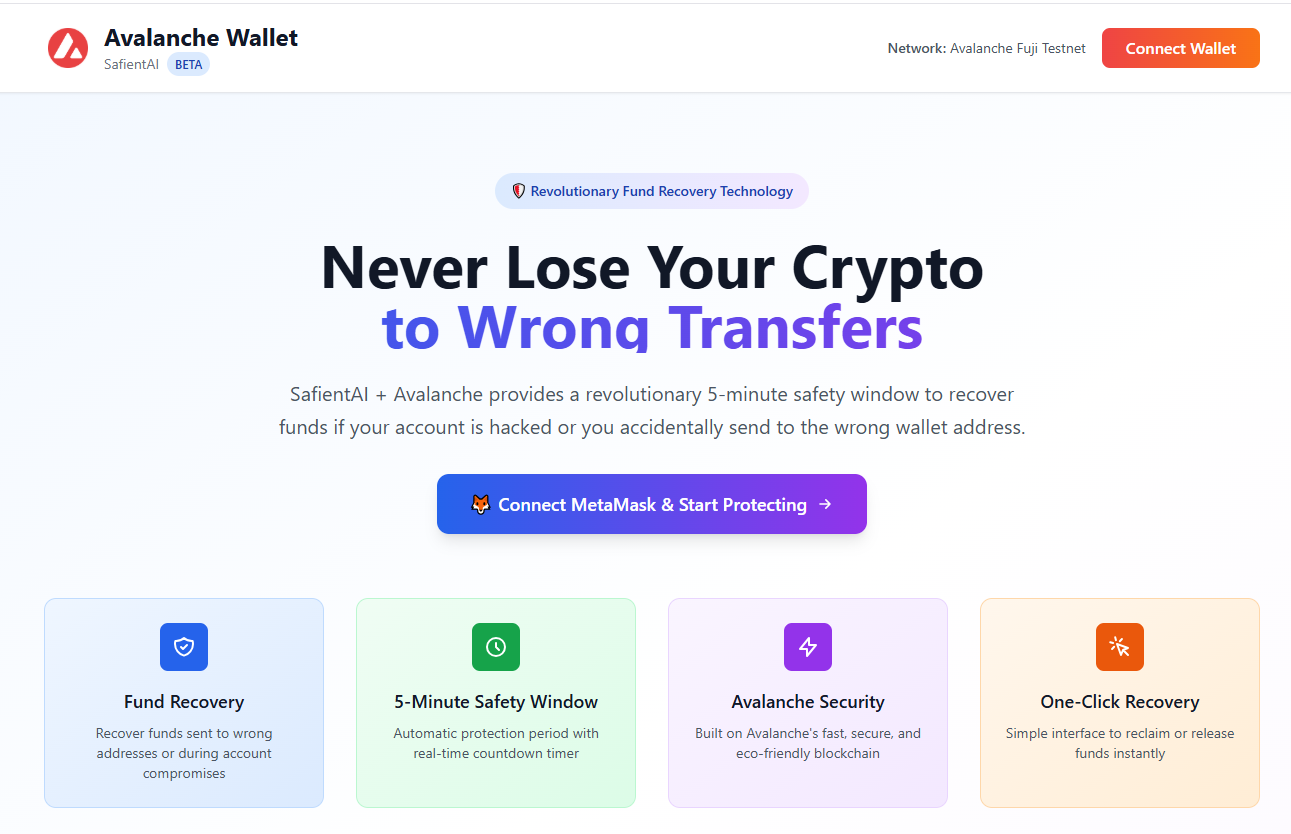 Avalanche Wallet
SafientAI BETA
Network: Avalanche Fuji Testnet
Connect Wallet
Revolutionary Fund Recovery Technology
Never Lose Your Crypto
to Wrong Transfers
SafientAI + Avalanche provides a revolutionary 5-minute safety window to recover
funds if your account is hacked or you accidentally send to the wrong wallet address.
Connect MetaMask & Start Protecting →
Fund Recovery
Recover funds sent to wrong
addresses or during account
compromises
5-Minute Safety Window
Automatic protection period with
real-time countdown timer
Avalanche Security
Built on Avalanche's fast, secure, and
eco-friendly blockchain
One-Click Recovery
Simple interface to reclaim or release
funds instantly